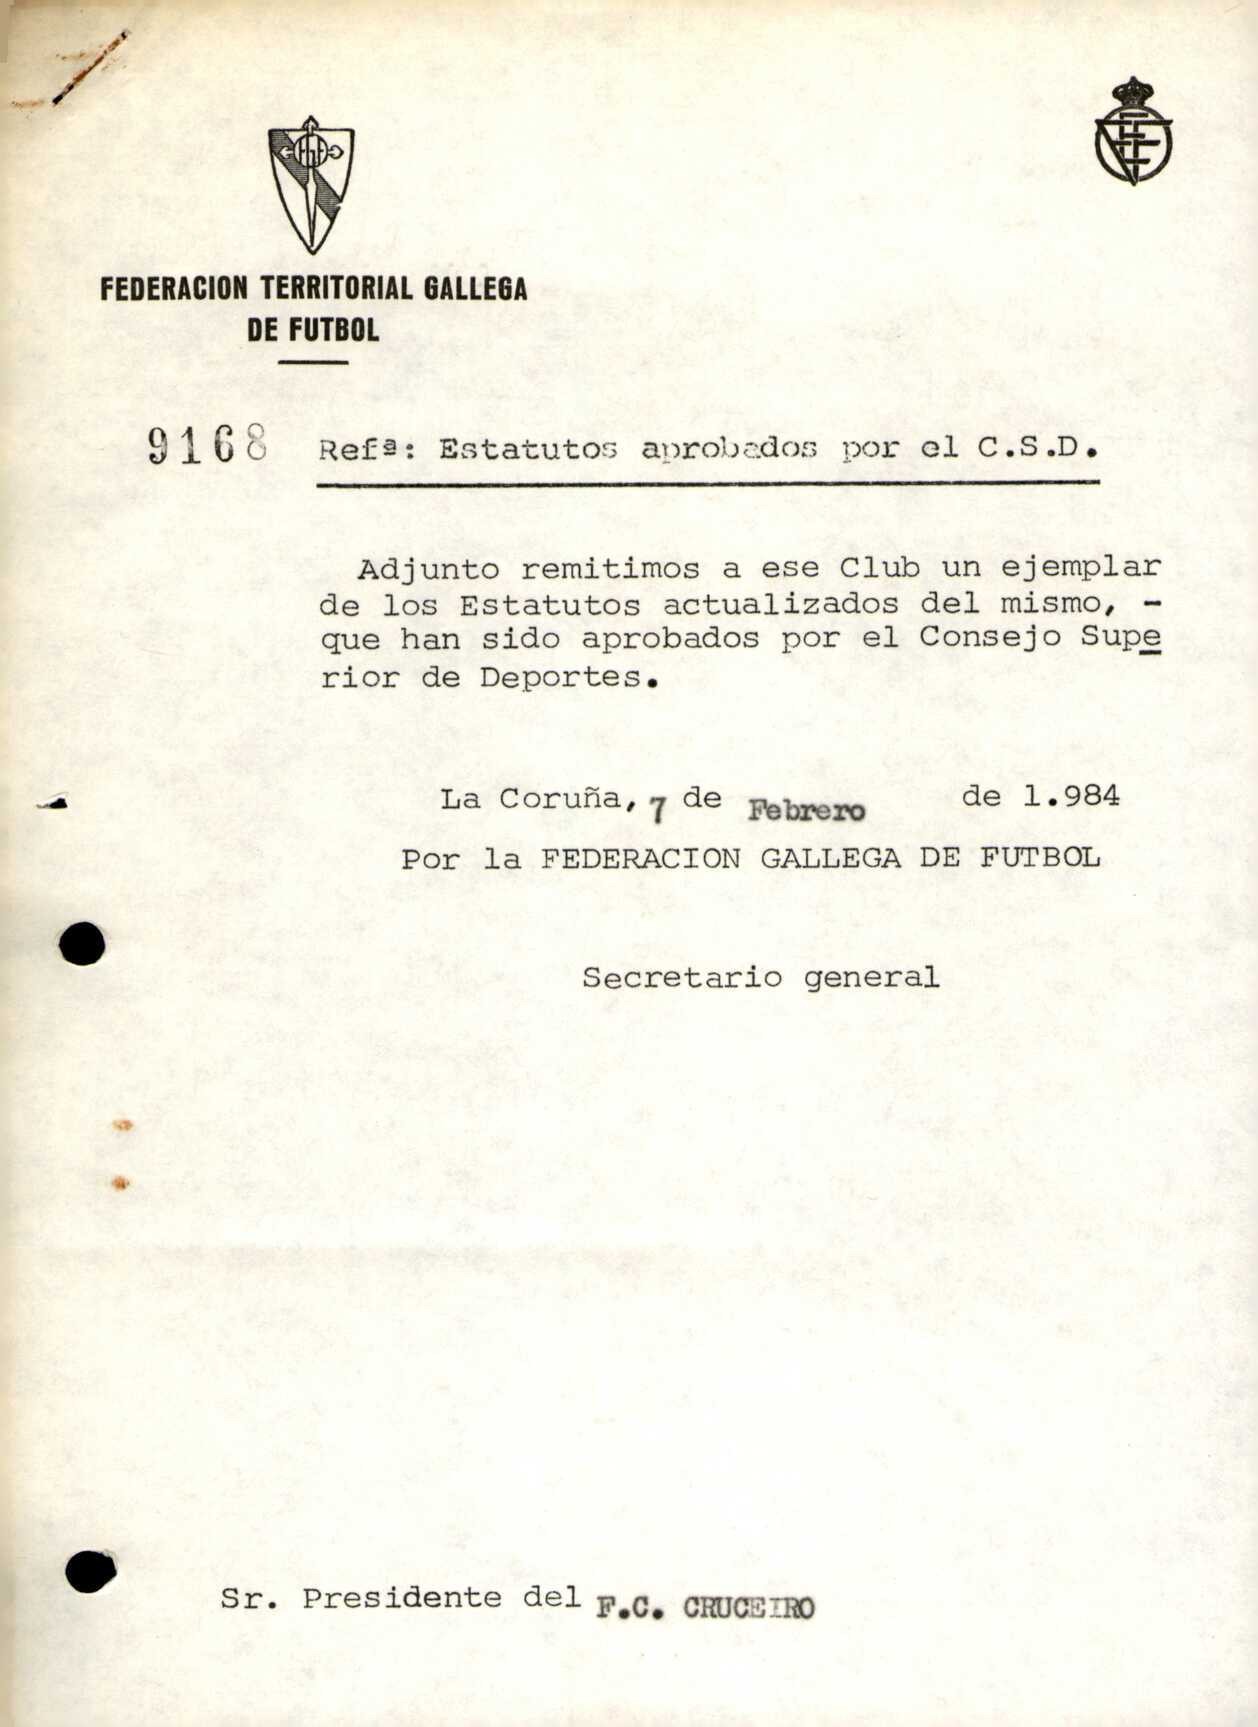 FEDERACION TERRITORIAL GALLEGA
DE FUTBOL
9168 Refª: Estatutos aprobados por el C.S.D.
Adjunto remitimos a ese Club un ejemplar
de los Estatutos actualizados del mismo, -
que han sido aprobados por el Consejo Supe
rior de Deportes.
La Coruña, 7 de Febrero de 1.984
Por la FEDERACION GALLEGA DE FUTBOL
Secretario general
Sr. Presidente del F.C. CRUCEIRO